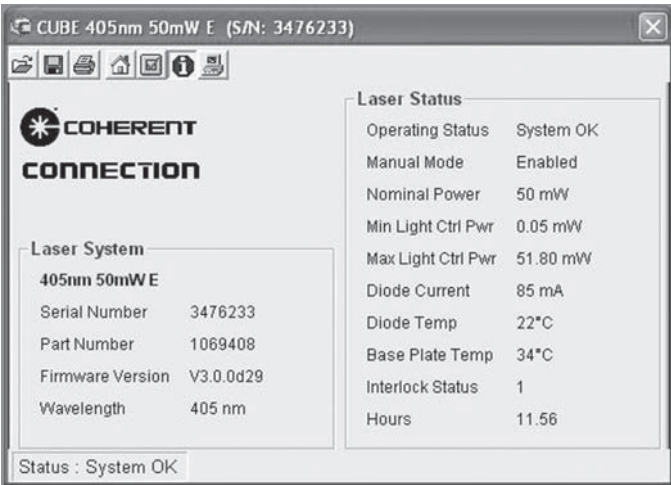 CUBE 405nm 50mW E (S/N: 3476233)
COHERENT
CONNECTION
Laser System
405nm 50mW E
Serial Number 3476233
Part Number 1069408
Firmware Version V3.0.0d29
Wavelength 405 nm
Laser Status
Operating Status System OK
Manual Mode Enabled
Nominal Power 50 mW
Min Light Ctrl Pwr 0.05 mW
Max Light Ctrl Pwr 51.80 mW
Diode Current 85 mA
Diode Temp 22°C
Base Plate Temp 34°C
Interlock Status 1
Hours 11.56
Status : System OK